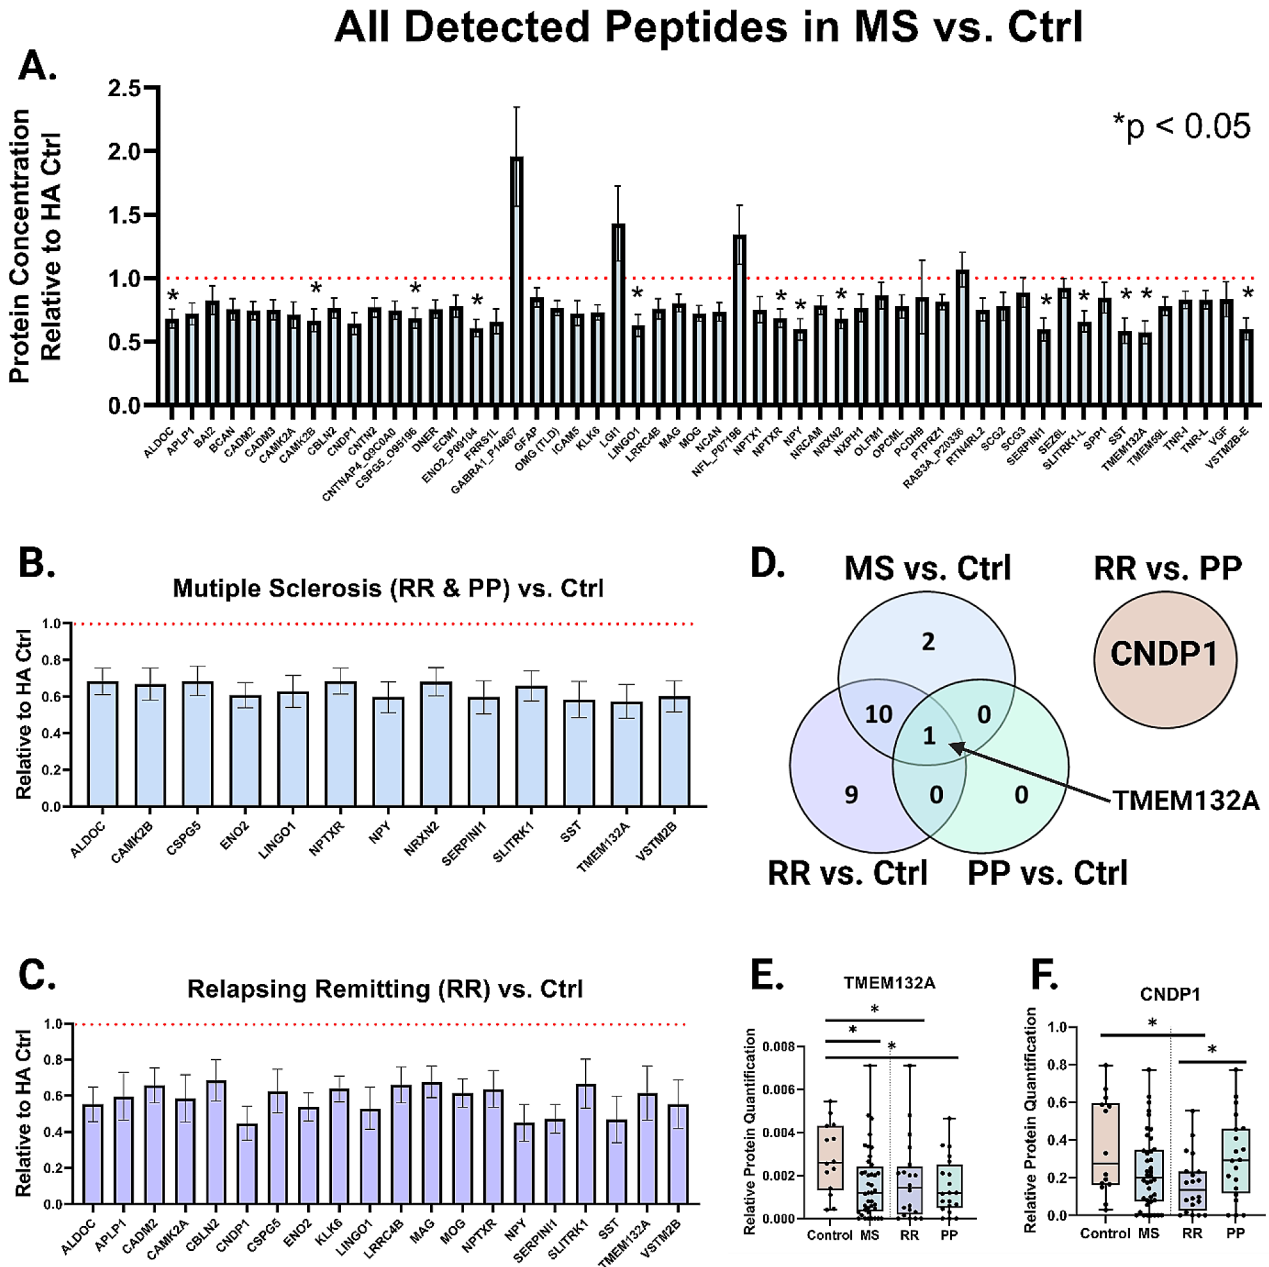 All Detected Peptides in MS vs. Ctrl
A.
Protein Concentration
Relative to HA Ctrl
2.5
2.0
1.5
1.0
0.5
0.0
*p < 0.05
* * * * * * * * * * * * *
ALDOC
APLP1
BAI2
BCAN
CADM2
CADM3
CAMK2A
CAMK2B
CBLN2
CNDP1
CNTN2
CNTNAP4_Q9C0A0
CSPG5_O95196
DNER
ECM1
ENO2_P09104
FRRS1L
GABRA1_P14867
GFAP
OMG (TLD)
ICAM5
KLK6
LGI1
LINGO1
LRRC4B
MAG
MOG
NCAN
NFL_P07196
NPTX1
NPTXR
NPY
NRCAM
NRXN2
NXPH1
OLFM1
OPCML
PCDH9
PTPRZ1
RAB3A_P20336
RTN4RL2
SCG2
SCG3
SERPINI1
SEZ6L
SLITRK1-L
SPP1
SST
TMEM132A
TMEM59L
TNR-I
TNR-L
VGF
VSTM2B-E
B.
Mutiple Sclerosis (RR & PP) vs. Ctrl
Relative to HA Ctrl
1.0
0.8
0.6
0.4
0.2
0.0
ALDOC
CAMK2B
CSPG5
ENO2
LINGO1
NPTXR
NPY
NRXN2
SERPINI1
SLITRK1
SST
TMEM132A
VSTM2B
D.
MS vs. Ctrl
RR vs. PP
2
CNDP1
10
0
1
9
0
0
TMEM132A
RR vs. Ctrl
PP vs. Ctrl
C.
Relapsing Remitting (RR) vs. Ctrl
Relative to HA Ctrl
1.0
0.8
0.6
0.4
0.2
0.0
ALDOC
APLP1
CADM2
CAMK2A
CBLN2
CNDP1
CSPG5
ENO2
KLK6
LINGO1
LRRC4B
MAG
MOG
NPTXR
NPY
SERPINI1
SLITRK1
SST
TMEM132A
VSTM2B
E.
TMEM132A
Relative Protein Quantification
0.008
0.006
0.004
0.002
0.000
*
*
*
Control MS RR PP
F.
CNDP1
Relative Protein Quantification
1.0
0.8
0.6
0.4
0.2
0.0
*
*
Control MS RR PP